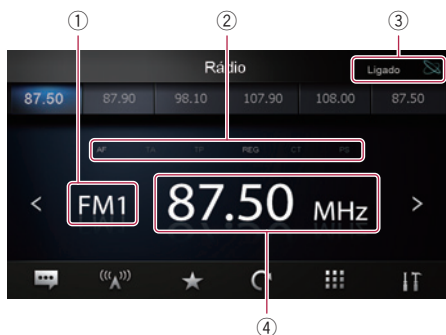 ① ② ③
Rádio
Ligado
87.50 87.90 98.10 107.90 108.00 87.50
AF TA TP REG CT PS
< FM1 87.50 MHz >
④